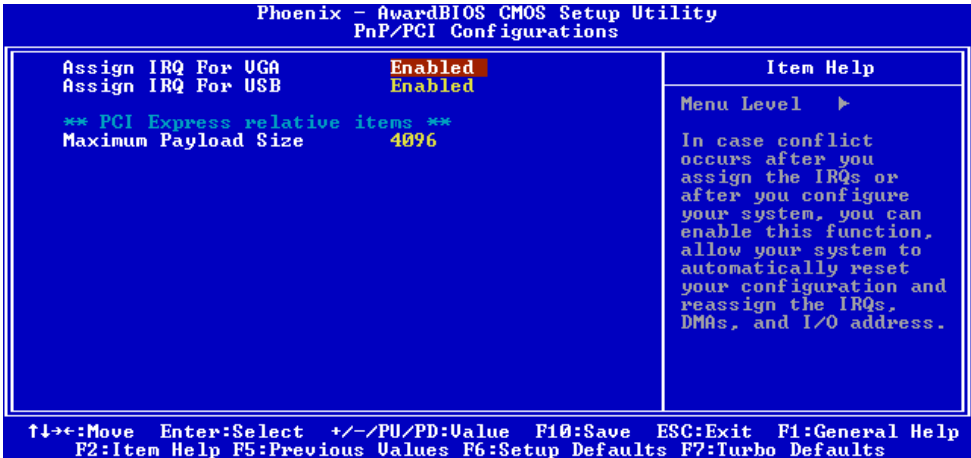 Phoenix - AwardBIOS CMOS Setup Utility
PnP/PCI Configurations
Assign IRQ For VGA Enabled
Assign IRQ For USB Enabled
** PCI Express relative items **
Maximum Payload Size 4096
Item Help
Menu Level ►
In case conflict
occurs after you
assign the IRQs or
after you configure
your system, you can
enable this function,
allow your system to
automatically reset
your configuration and
reassign the IRQs,
DMAs, and I/O address.
↑↓→←:Move Enter:Select +/-/PU/PD:Value F10:Save ESC:Exit F1:General Help
F2:Item Help F5:Previous Values F6:Setup Defaults F7:Turbo Defaults